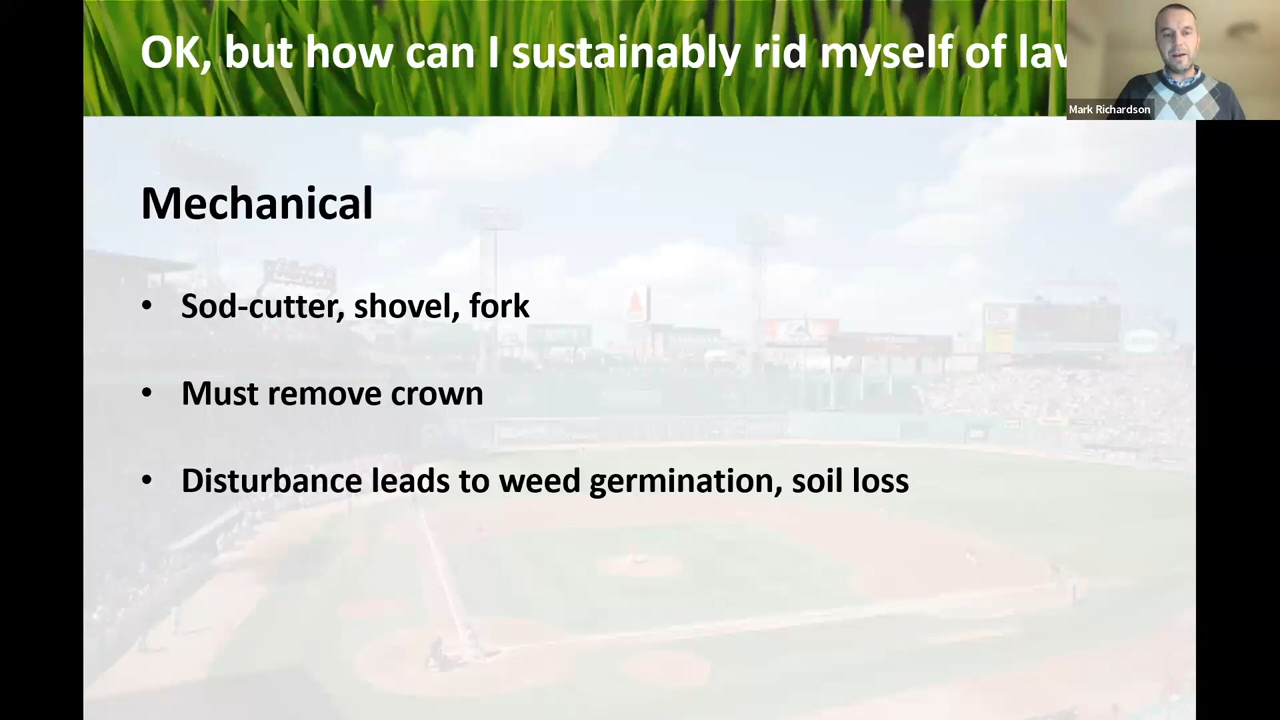 OK, but how can I sustainably rid myself of law
Mark Richardson
Mechanical
• Sod-cutter, shovel, fork
• Must remove crown
• Disturbance leads to weed germination, soil loss